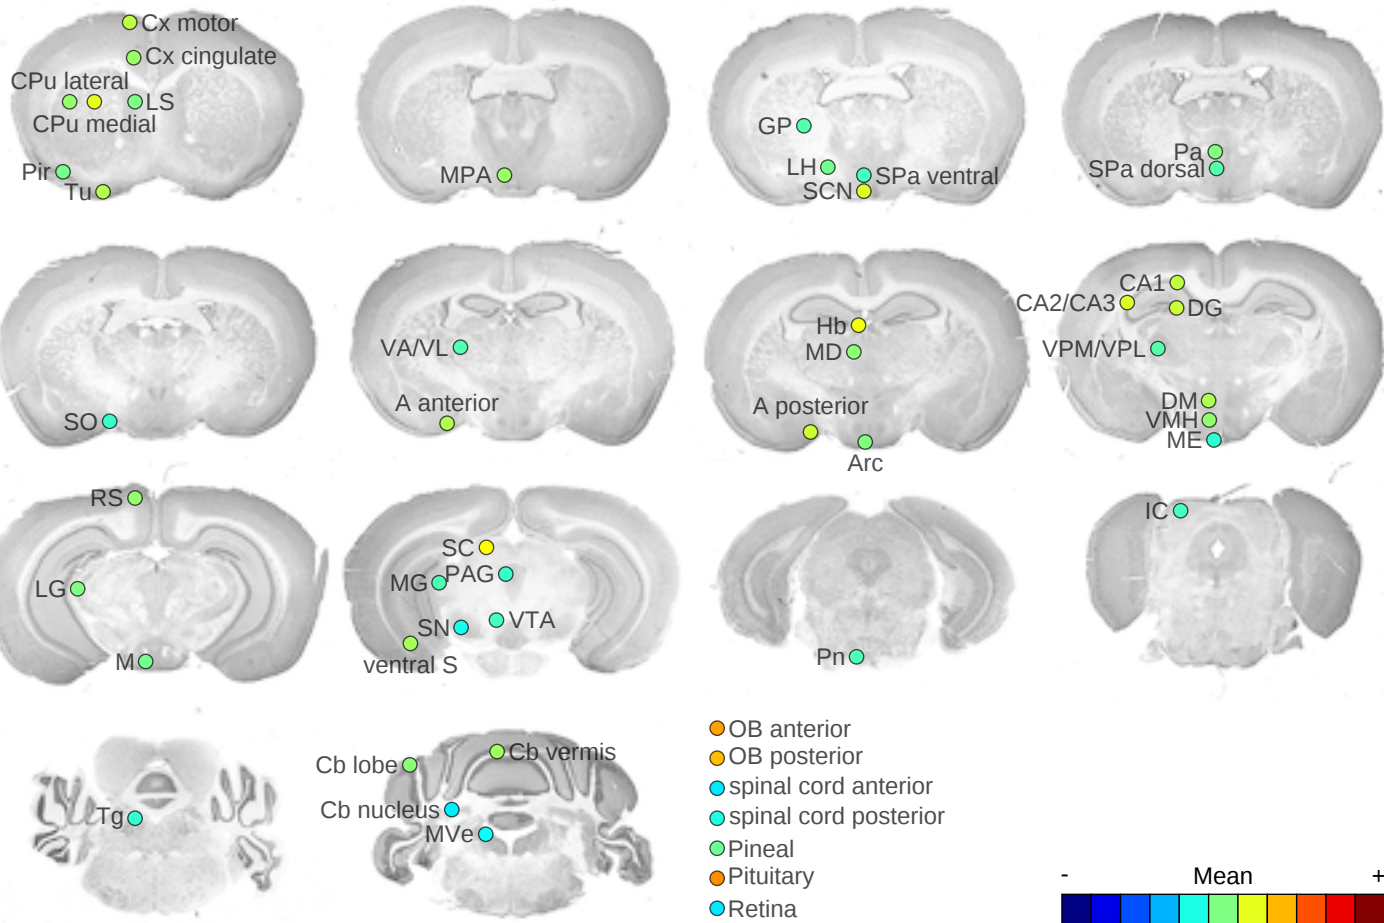 Cx motor
Cx cingulate
CPu lateral
LS
CPu medial
Pir
Tu
MPA
GP
LH
SPa ventral
SCN
Pa
SPa dorsal
SO
VA/VL
A anterior
Hb
MD
A posterior
Arc
CA1
CA2/CA3
DG
VPM/VPL
DM
VMH
ME
RS
LG
M
SC
MG
PAG
SN
VTA
ventral S
Pn
IC
Tg
Cb lobe
Cb vermis
Cb nucleus
MVe
OB anterior
OB posterior
spinal cord anterior
spinal cord posterior
Pineal
Pituitary
Retina
- Mean +